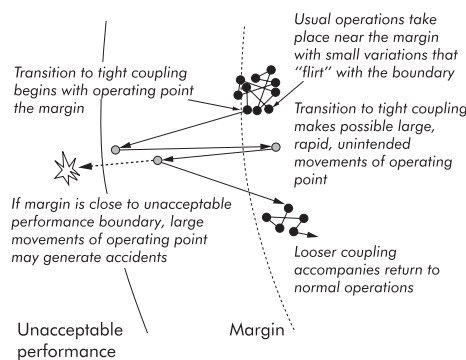 Usual operations take
place near the margin
with small variations that
“flirt” with the boundary
Transition to tight coupling
begins with operating point
the margin
Transition to tight coupling
makes possible large,
rapid, unintended
movements of operating
point
If margin is close to unacceptable
performance boundary, large
movements of operating point
may generate accidents
Looser coupling
accompanies return to
normal operations
Unacceptable
performance
Margin